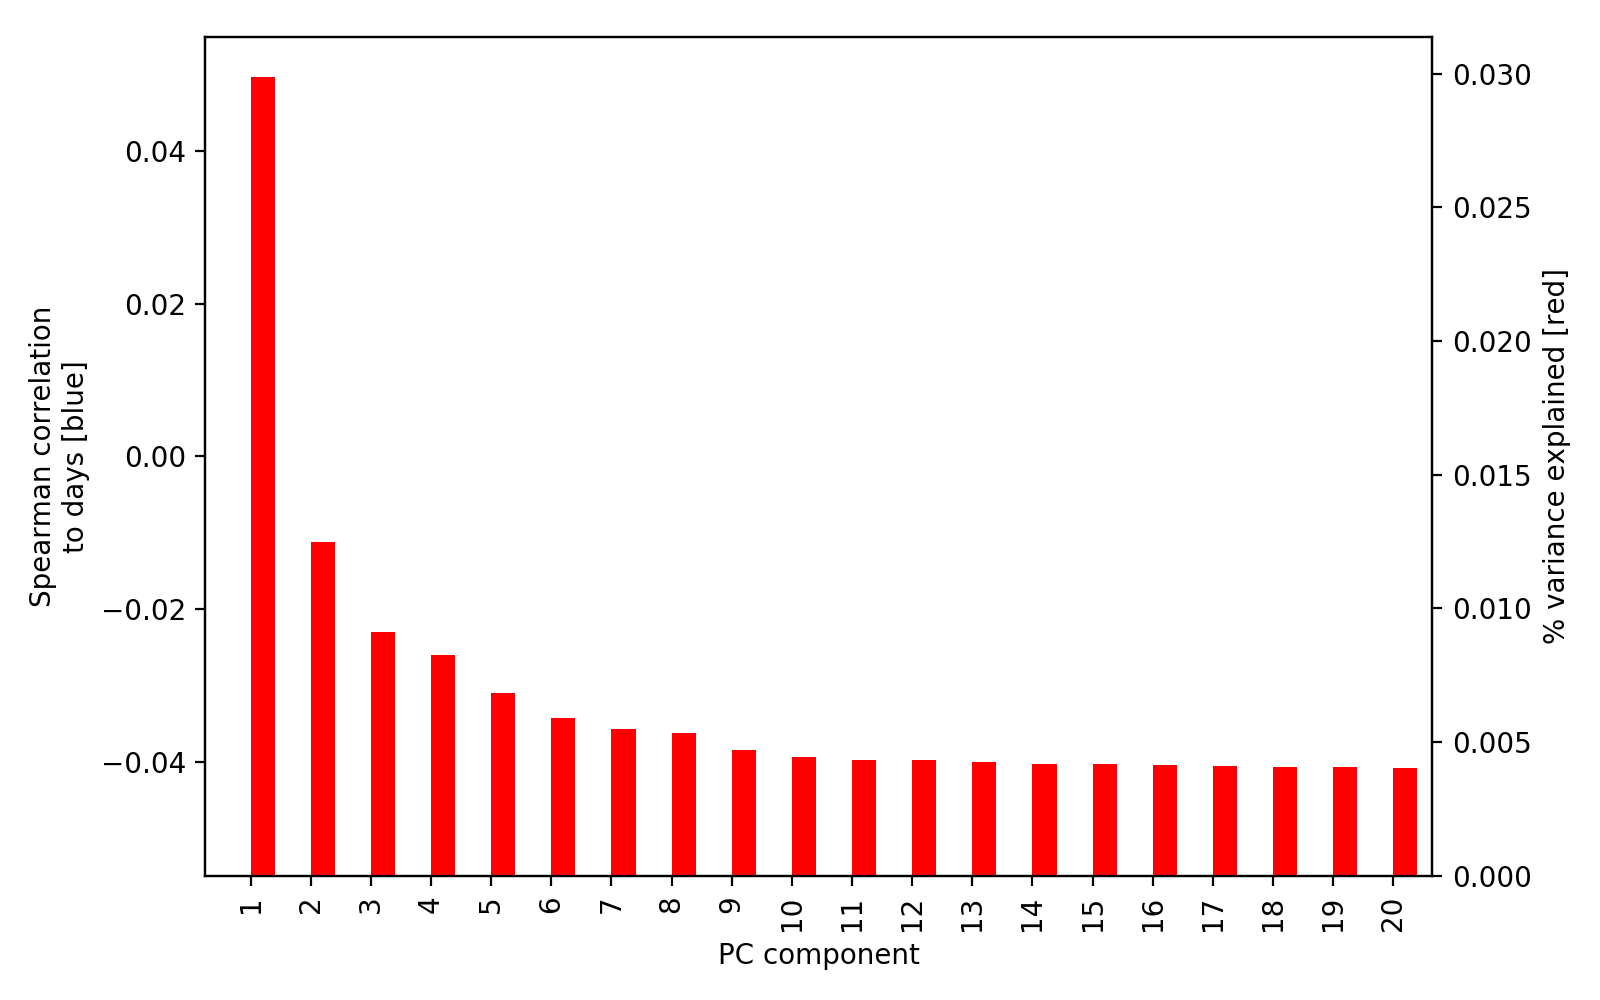 Spearman correlation
to days [blue]
0.04
0.02
0.00
−0.02
−0.04
0.030
0.025
0.020
0.015
0.010
0.005
0.000
% variance explained [red]
1 2 3 4 5 6 7 8 9 10 11 12 13 14 15 16 17 18 19 20
PC component